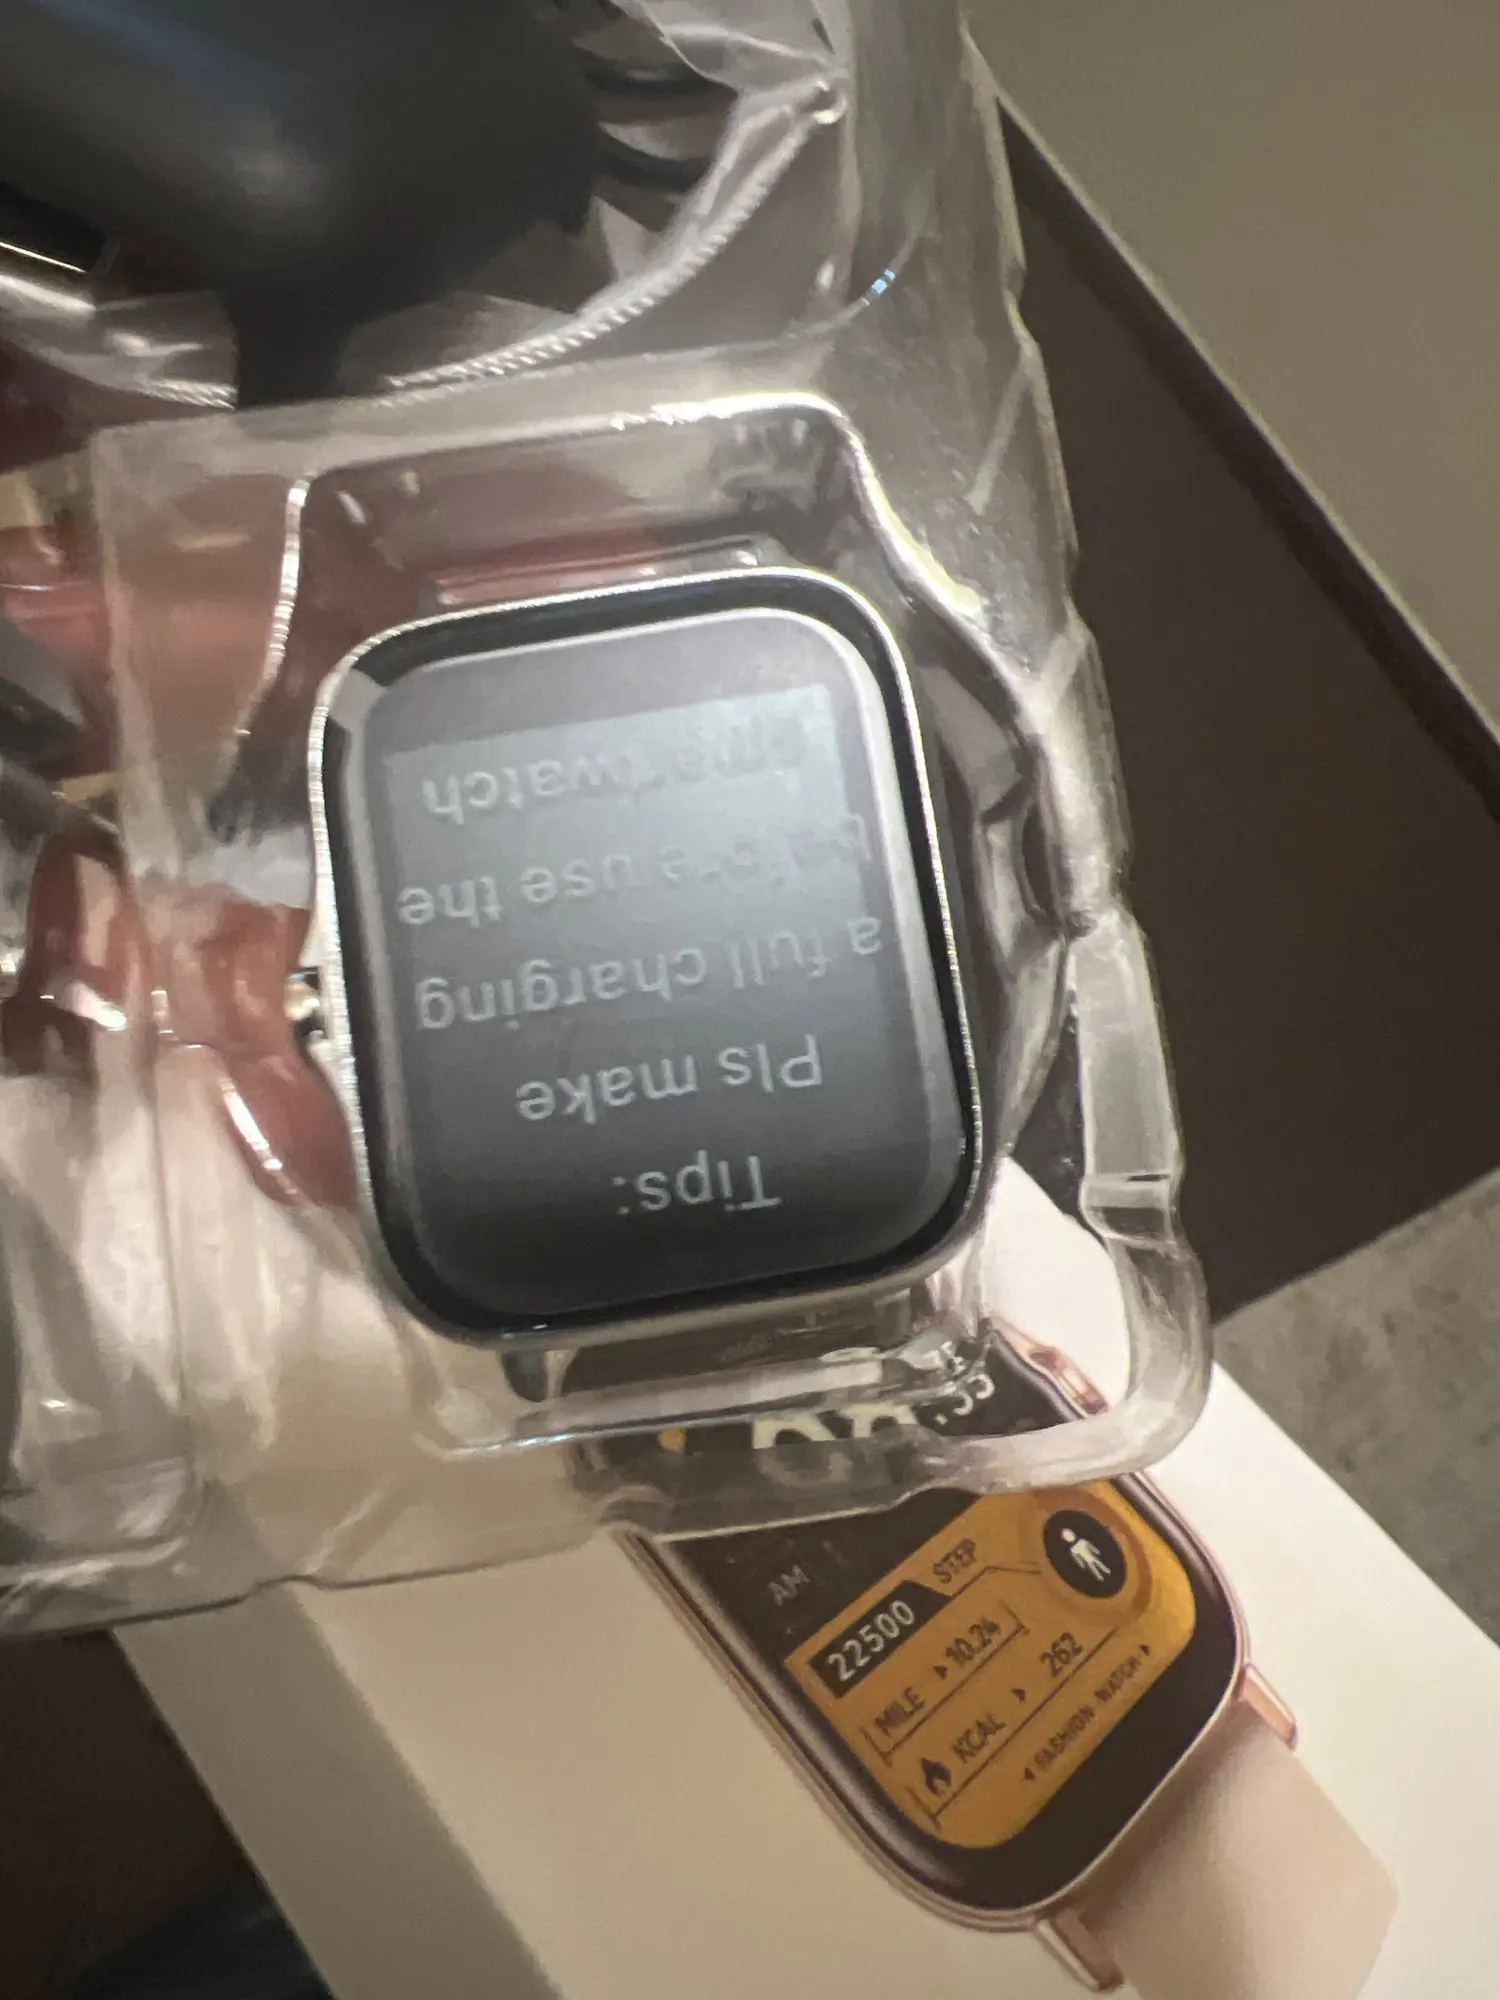 Tips:
Pls make
a full charging
before use the
smartwatch
AM
22500
STEP
MILE
10.24
KCAL
262
FASHION WATCH